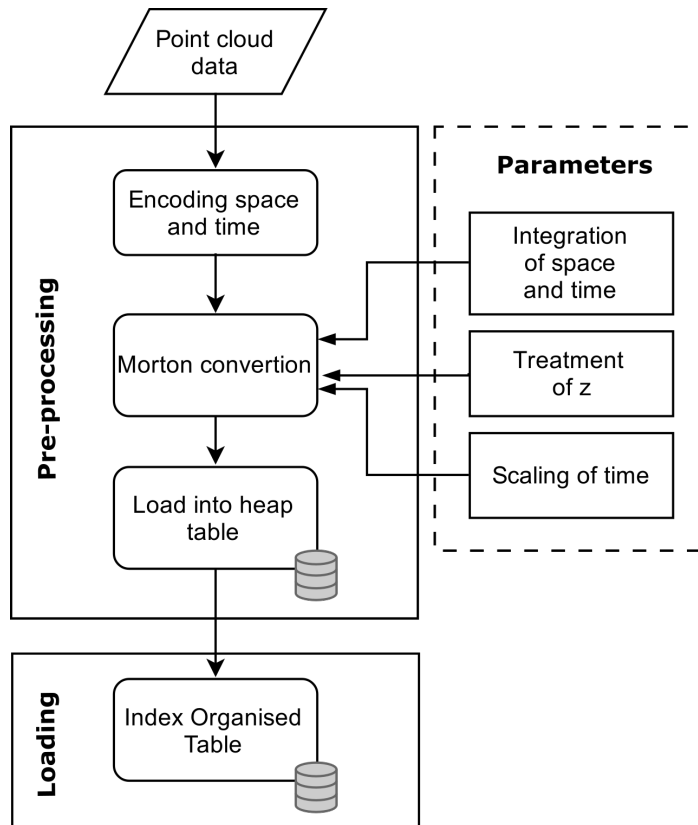 Point cloud
data
Pre-processing
Encoding space
and time
Morton convertion
Load into heap
table
Parameters
Integration
of space
and time
Treatment
of z
Scaling of time
Loading
Index Organised
Table